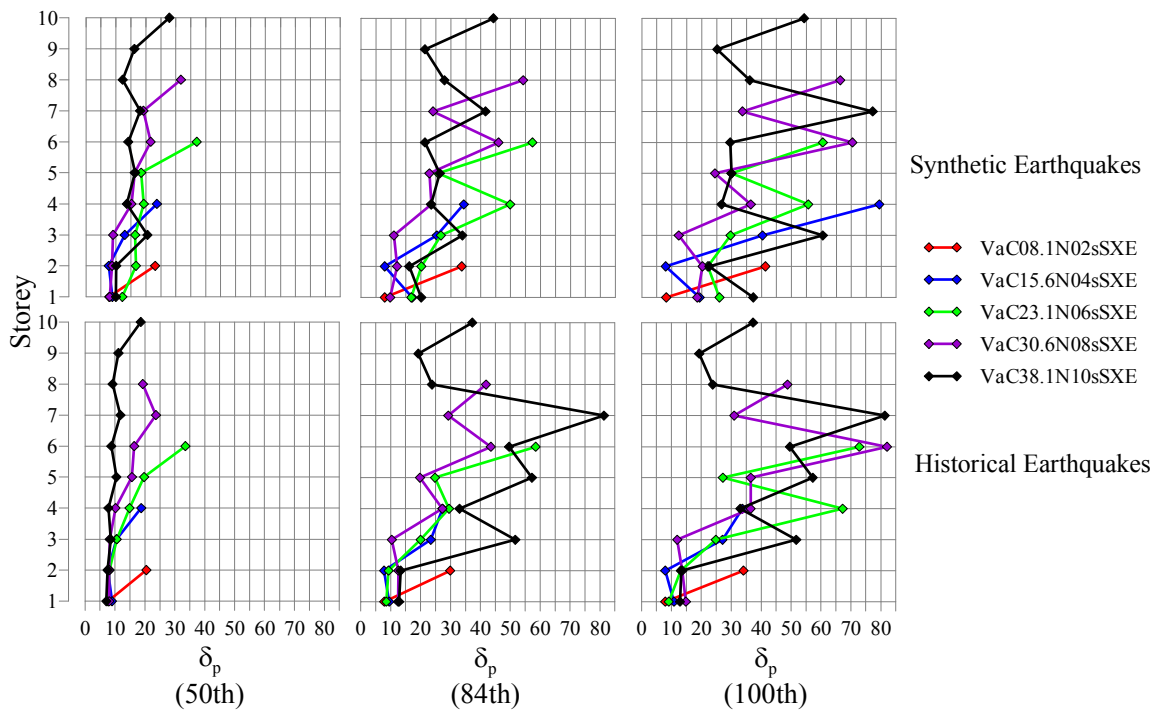 10
9
8
7
6
5
4
3
2
1
10
9
8
7
6
5
4
3
2
1
Storey
0 10 20 30 40 50 60 70 80
0 10 20 30 40 50 60 70 80
0 10 20 30 40 50 60 70 80
δp
(50th)
δp
(84th)
δp
(100th)
Synthetic Earthquakes
VaC08.1N02sSXE
VaC15.6N04sSXE
VaC23.1N06sSXE
VaC30.6N08sSXE
VaC38.1N10sSXE
Historical Earthquakes